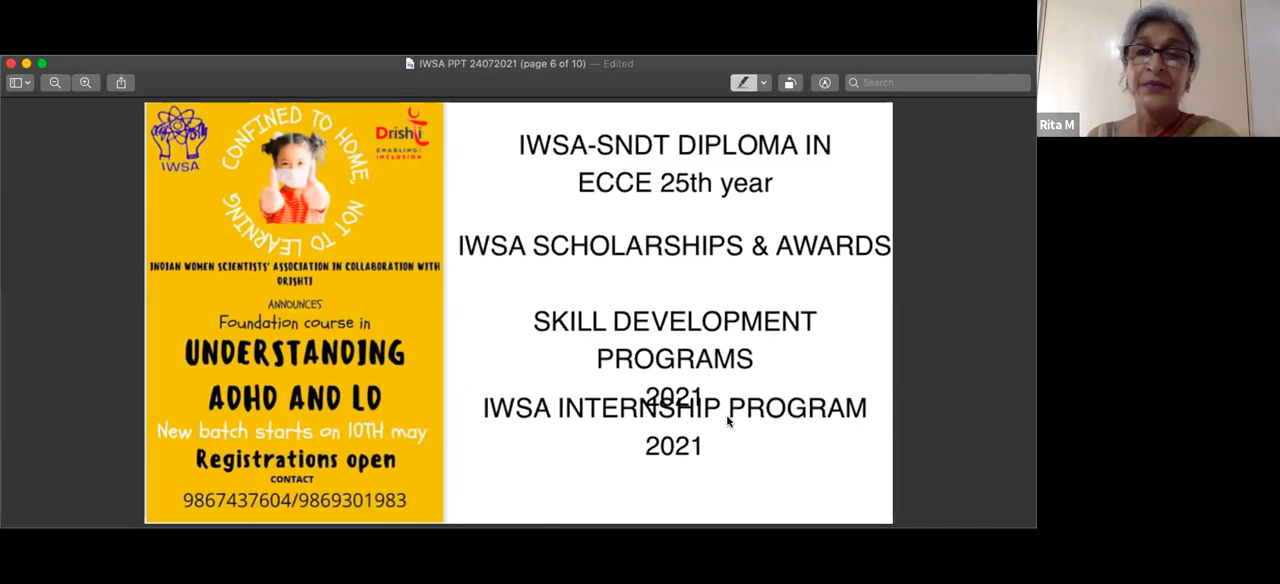 IWSA PPT 24072021 (page 6 of 10) — Edited
Search
Rita M
IWSA
CONFINED TO HOME,
NOT TO LEARNING
Drishti
ENABLING
INCLUSION
INDIAN WOMEN SCIENTISTS' ASSOCIATION IN COLLABORATION WITH
DRISHTI
ANNOUNCES
Foundation course in
UNDERSTANDING
ADHD AND LD
New batch starts on 10TH may
Registrations open
CONTACT
9867437604/9869301983
IWSA-SNDT DIPLOMA IN
ECCE 25th year
IWSA SCHOLARSHIPS & AWARDS
SKILL DEVELOPMENT
PROGRAMS
2021
IWSA INTERNSHIP PROGRAM
2021